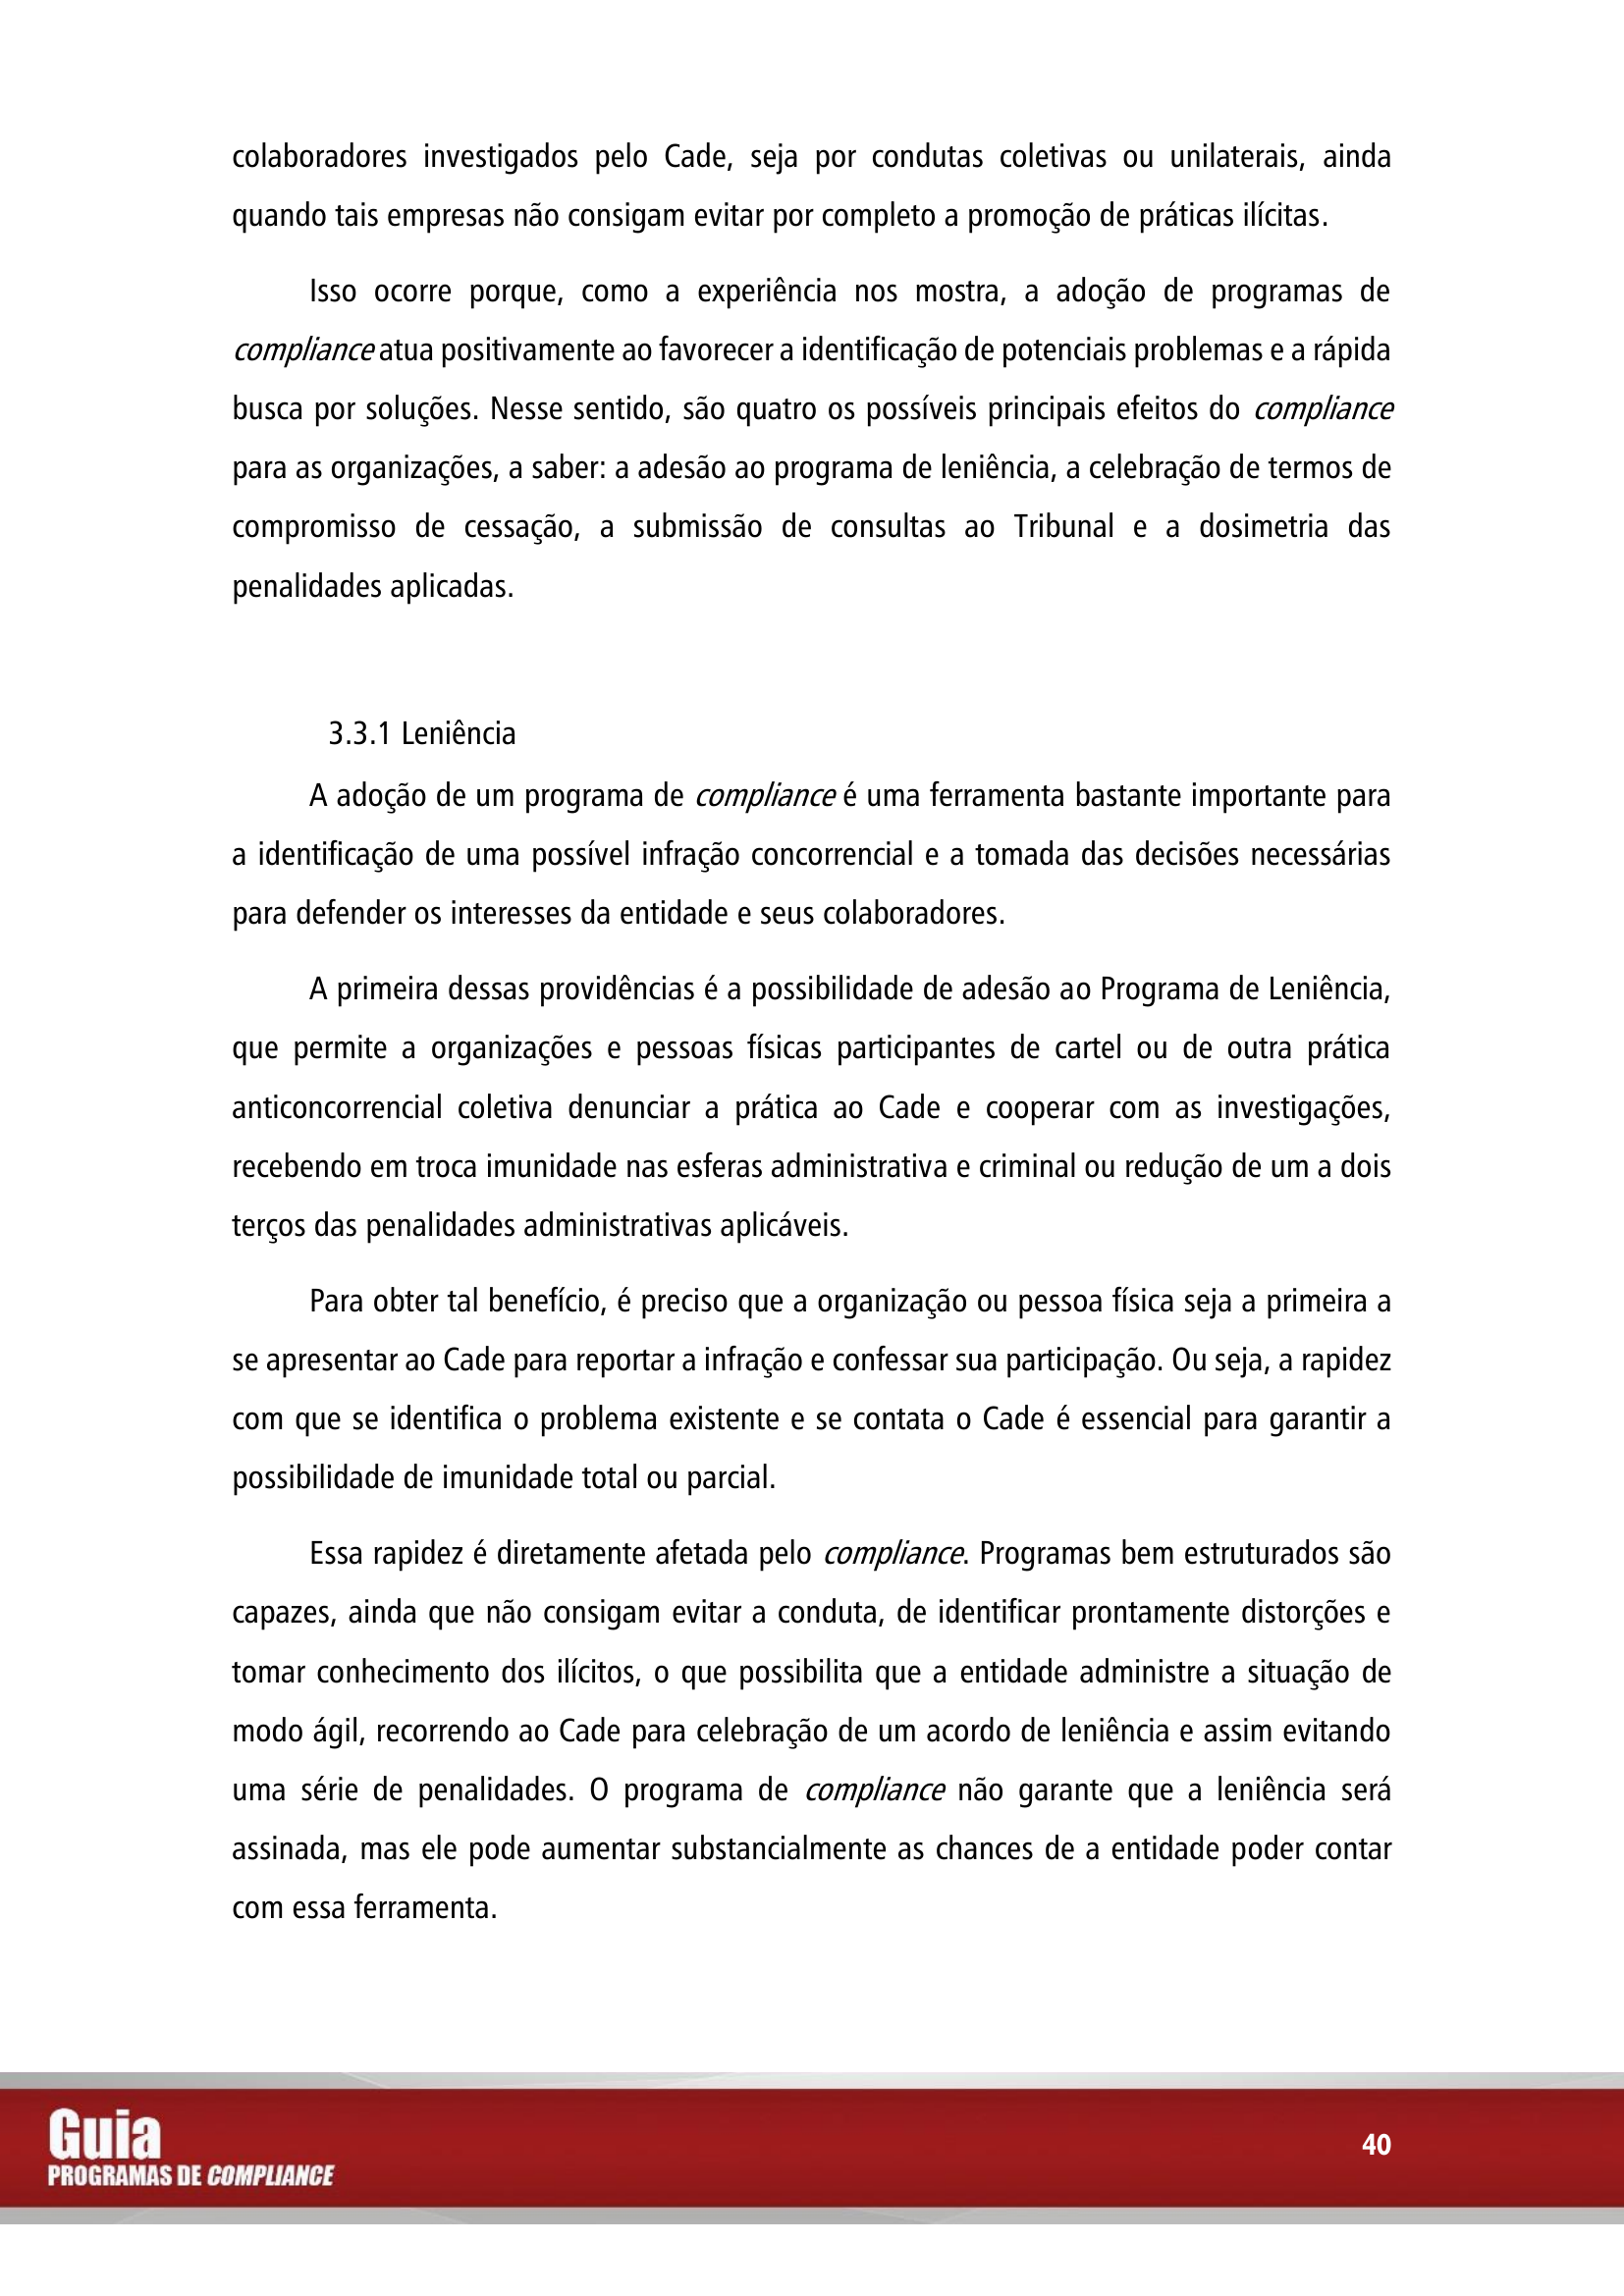 colaboradores investigados pelo Cade, seja por condutas coletivas ou unilaterais, ainda
quando tais empresas não consigam evitar por completo a promoção de práticas ilícitas.
Isso ocorre porque, como a experiência nos mostra, a adoção de programas de
compliance atua positivamente ao favorecer a identificação de potenciais problemas e a rápida
busca por soluções. Nesse sentido, são quatro os possíveis principais efeitos do compliance
para as organizações, a saber: a adesão ao programa de leniência, a celebração de termos de
compromisso de cessação, a submissão de consultas ao Tribunal e a dosimetria das
penalidades aplicadas.
3.3.1 Leniência
A adoção de um programa de compliance é uma ferramenta bastante importante para
a identificação de uma possível infração concorrencial e a tomada das decisões necessárias
para defender os interesses da entidade e seus colaboradores.
A primeira dessas providências é a possibilidade de adesão ao Programa de Leniência,
que permite a organizações e pessoas físicas participantes de cartel ou de outra prática
anticoncorrencial coletiva denunciar a prática ao Cade e cooperar com as investigações,
recebendo em troca imunidade nas esferas administrativa e criminal ou redução de um a dois
terços das penalidades administrativas aplicáveis.
Para obter tal benefício, é preciso que a organização ou pessoa física seja a primeira a
se apresentar ao Cade para reportar a infração e confessar sua participação. Ou seja, a rapidez
com que se identifica o problema existente e se contata o Cade é essencial para garantir a
possibilidade de imunidade total ou parcial.
Essa rapidez é diretamente afetada pelo compliance. Programas bem estruturados são
capazes, ainda que não consigam evitar a conduta, de identificar prontamente distorções e
tomar conhecimento dos ilícitos, o que possibilita que a entidade administre a situação de
modo ágil, recorrendo ao Cade para celebração de um acordo de leniência e assim evitando
uma série de penalidades. O programa de compliance não garante que a leniência será
assinada, mas ele pode aumentar substancialmente as chances de a entidade poder contar
com essa ferramenta.
Guia
PROGRAMAS DE COMPLIANCE
40